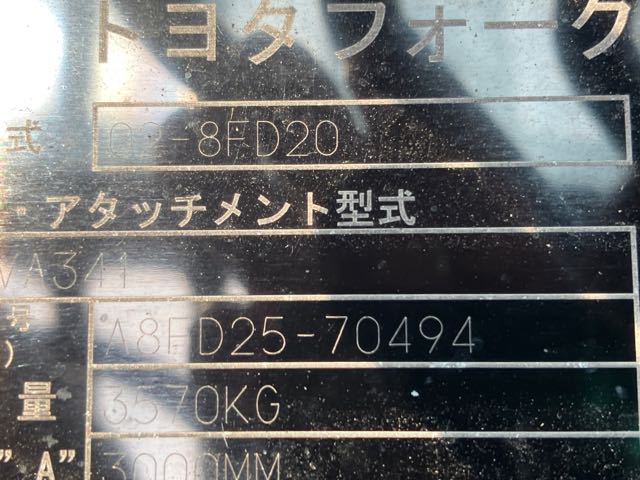 トヨタフォーク
式 02-8FD20
・アタッチメント型式
VA341
号 A8FD25-70494
)
量 3570KG
" A" 3000MM